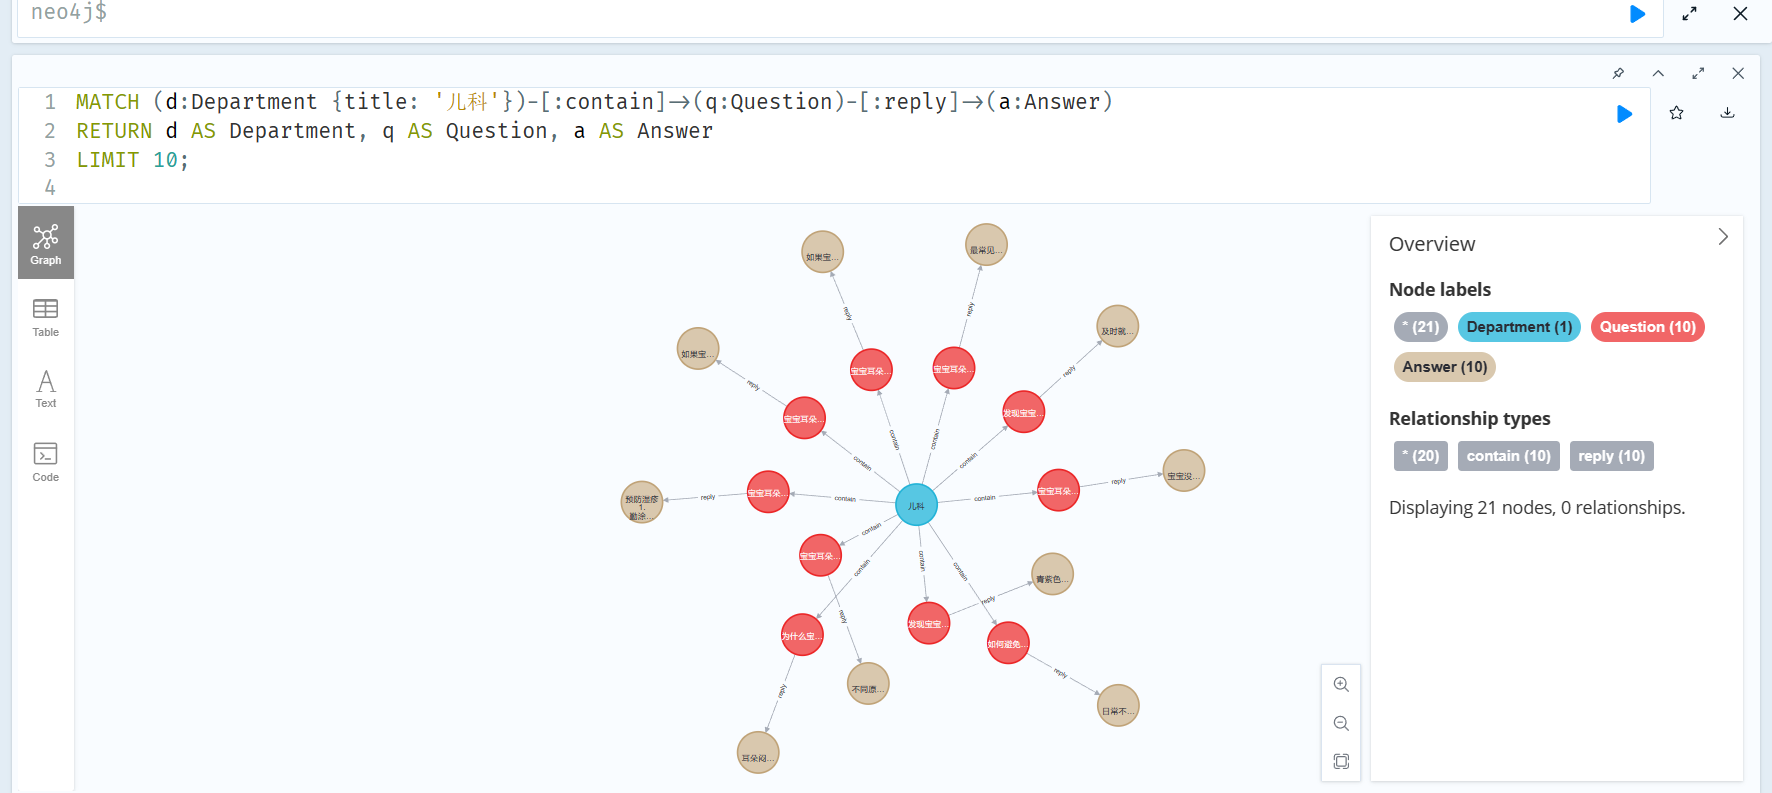 neo4j$
1 MATCH (d:Department {title: '儿科'})-[:contain]->(q:Question)-[:reply]->(a:Answer)
2 RETURN d AS Department, q AS Question, a AS Answer
3 LIMIT 10;
4
Graph
Table
Text
Code
如果宝...
最常见...
reply
reply
及时就...
如果宝...
宝宝耳朵...
宝宝耳朵...
reply
reply
宝宝耳朵...
发现宝宝...
contain
contain
contain
contain
宝宝没...
预防湿疹
1.
勤涂...
reply
宝宝耳朵...
contain
儿科
contain
宝宝耳朵...
reply
宝宝耳朵...
contain
contain
contain
contain
青紫色...
reply
reply
为什么宝...
发现宝宝...
如何避免...
reply
reply
不同原...
日常不...
耳朵闷...
Overview
Node labels
* (21) Department (1) Question (10)
Answer (10)
Relationship types
* (20) contain (10) reply (10)
Displaying 21 nodes, 0 relationships.